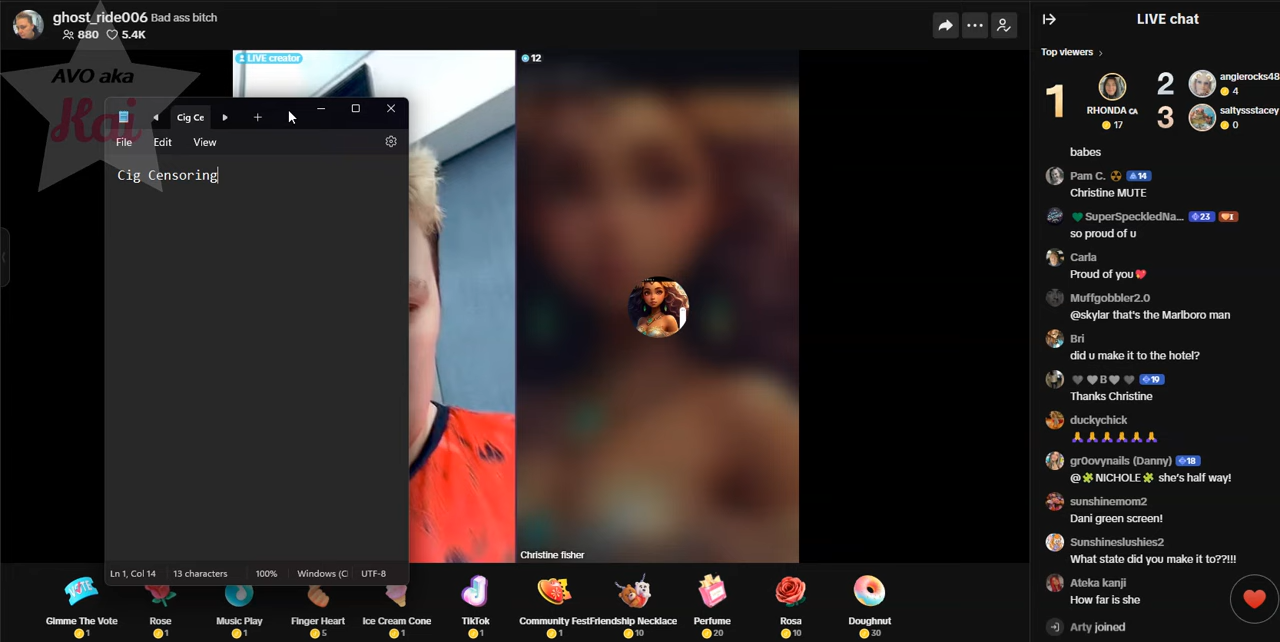 ghost_ride006 Bad ass bitch
880 5.4K
AVO aka
Kai
LIVE creator
12
Cig Ce
File Edit View
Cig Censoring
Ln 1, Col 14 13 characters 100% Windows (C UTF-8
Christine fisher
Gimme The Vote
1
Rose
1
Music Play
1
Finger Heart
5
Ice Cream Cone
1
TikTok
1
Community Fest
1
Friendship Necklace
10
Perfume
20
Rosa
10
Doughnut
30
LIVE chat
Top viewers
1
RHONDA CA
17
2
anglerocks48
4
3
saltyssstacey
0
babes
Pam C. 14
Christine MUTE
SuperSpeckledNa... 23 I
so proud of u
Carla
Proud of you
Muffgobbler2.0
@skylar that's the Marlboro man
Bri
did u make it to the hotel?
B 19
Thanks Christine
duckychick
gr0ovynails (Danny) 18
@NICHOLE she's half way!
sunshinemom2
Dani green screen!
Sunshineslushies2
What state did you make it to??!!!
Ateka kanji
How far is she
Arty joined